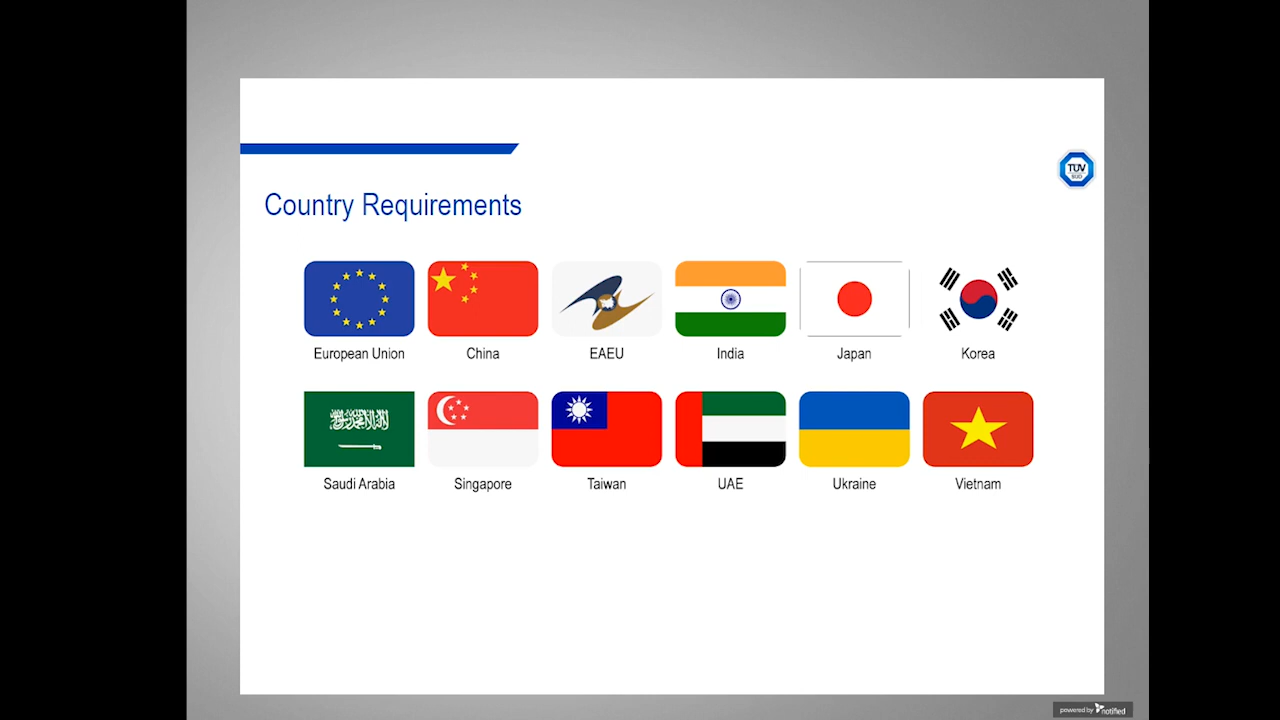 TÜV
SÜD
Country Requirements
European Union
China
EAEU
India
Japan
Korea
Saudi Arabia
Singapore
Taiwan
UAE
Ukraine
Vietnam
powered by notified